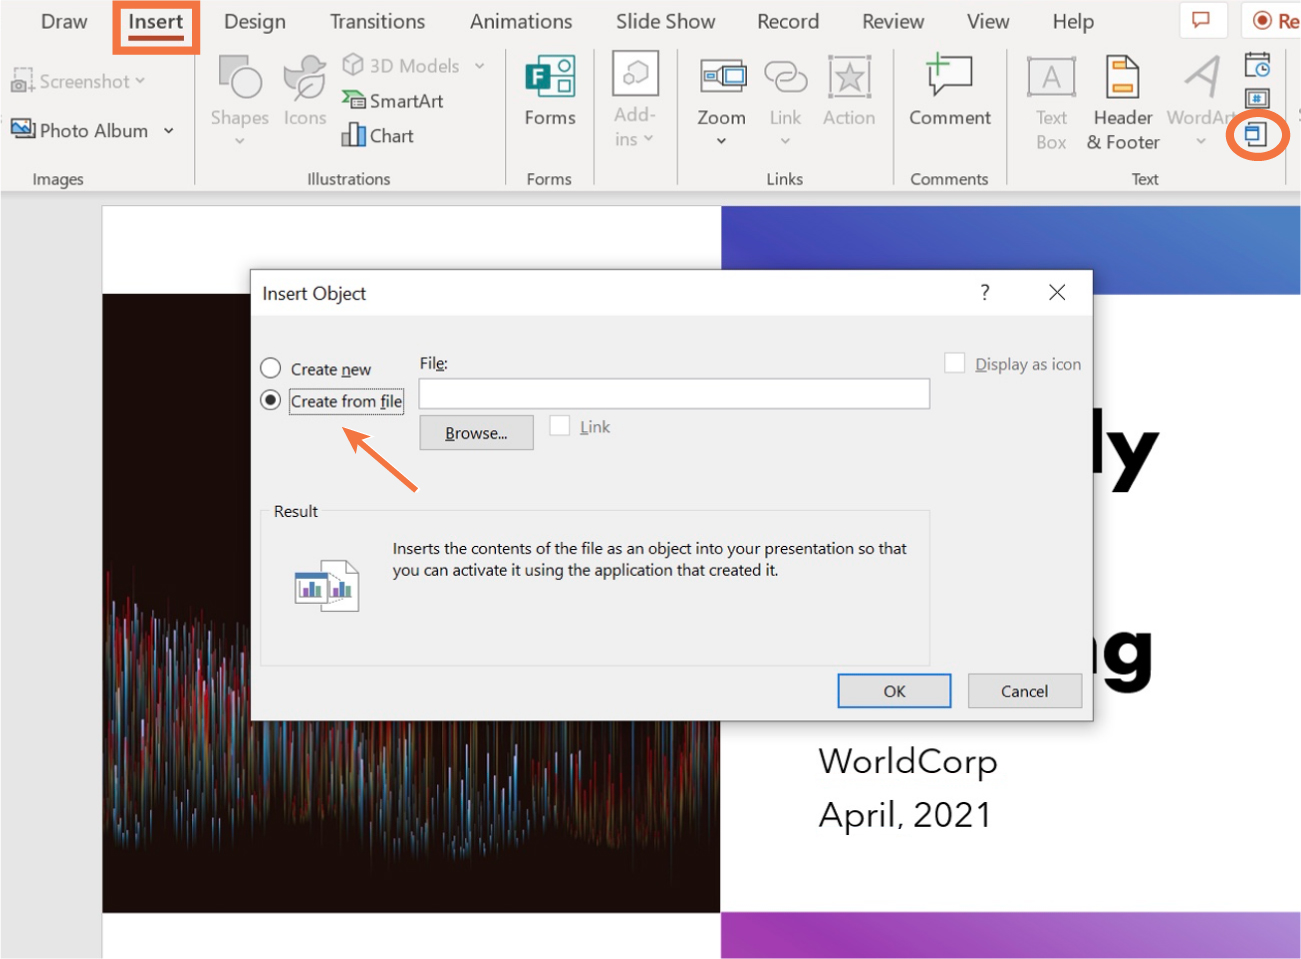 Draw Insert Design Transitions Animations Slide Show Record Review View Help Re
Screenshot
Photo Album
Images
Shapes
Icons
3D Models
SmartArt
Chart
Illustrations
Forms
Forms
Add-
ins
Zoom
Link
Action
Links
Comment
Comments
Text
Box
Header
& Footer
WordArt
Text
Insert Object ?
Create new
Create from file
File:
Browse...
Link
Display as icon
Result
Inserts the contents of the file as an object into your presentation so that
you can activate it using the application that created it.
OK
Cancel
ly
ng
WorldCorp
April, 2021